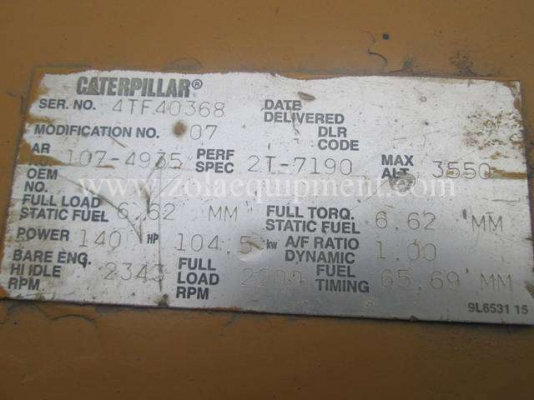 CATERPILLAR®
SER. NO. 4TF40368 DATE DELIVERED
MODIFICATION NO. 07 DLR CODE
AR 107-4935 PERF SPEC 2T-7190 MAX ALT. 3550
OEM NO.
www.zolaequipment.com
FULL LOAD STATIC FUEL 6.62 MM FULL TORQ. STATIC FUEL 6.62 MM
POWER 140 HP 104.5 kw A/F RATIO DYNAMIC 1.00
BARE ENG. HI IDLE RPM 2343 FULL LOAD RPM FUEL TIMING 65.69 MM
9L6531 15